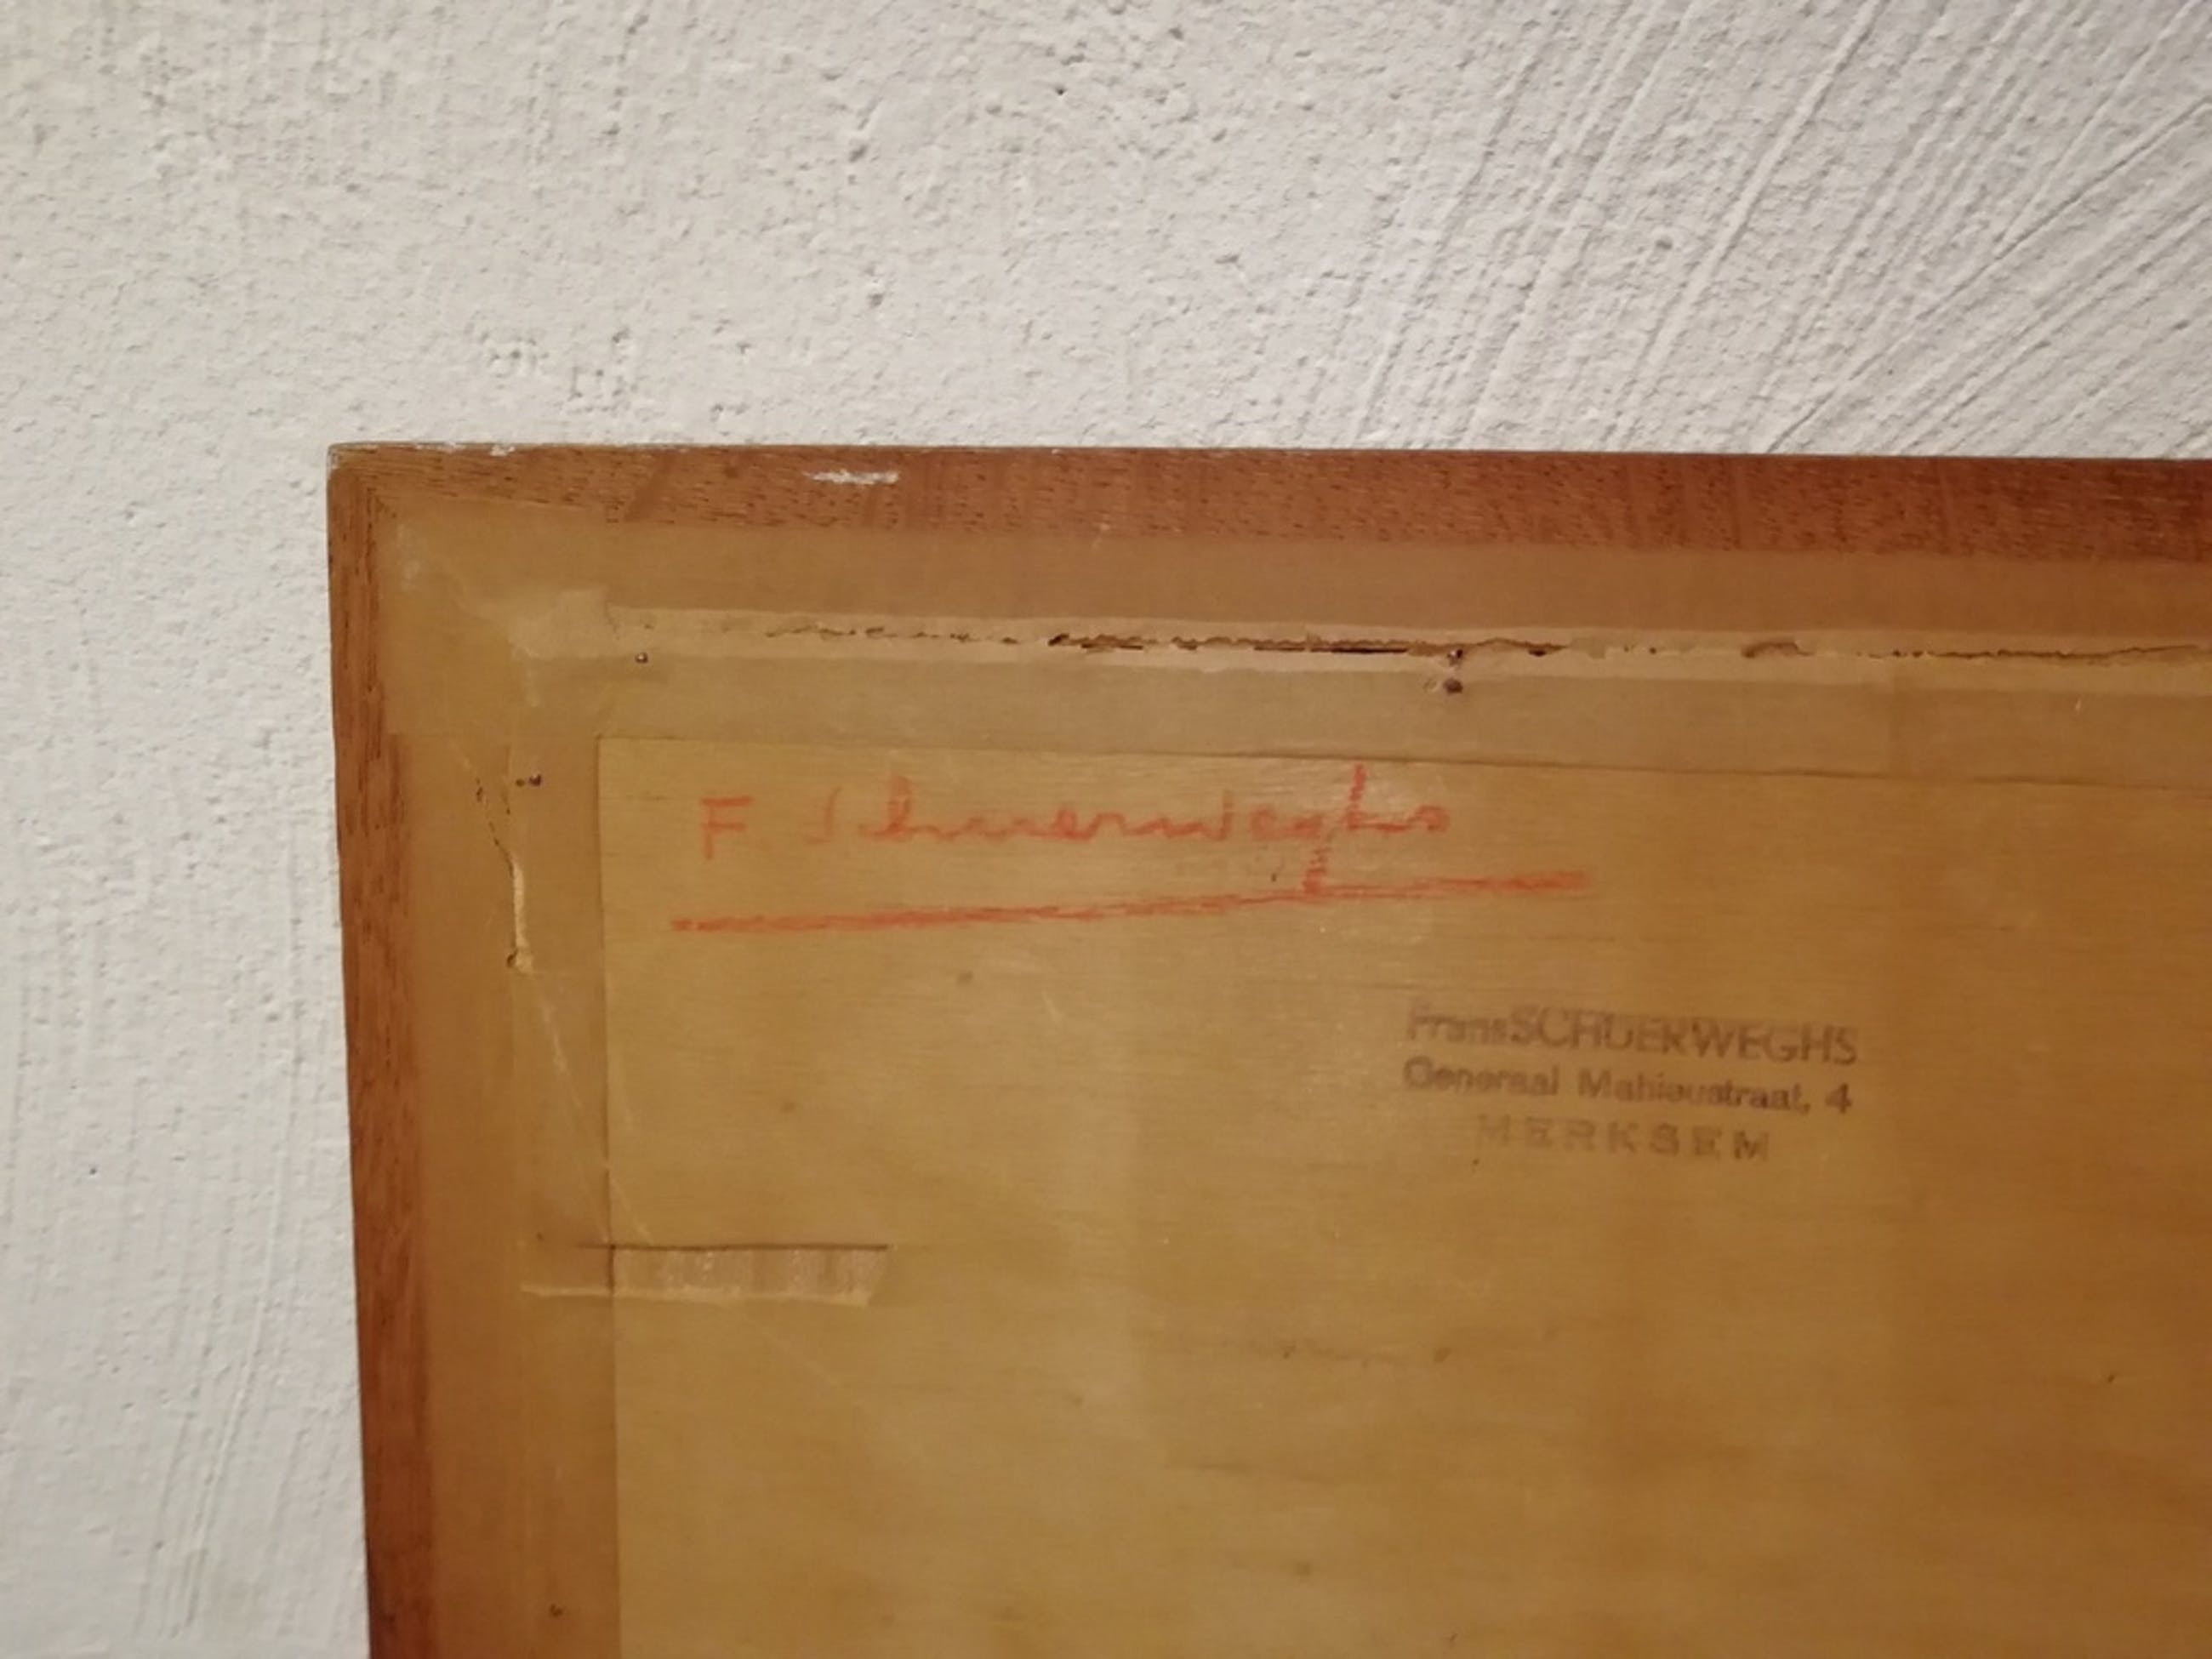 F. Schuerweghs
Frans SCHUERWEGHS
Generaal Mahieustraat, 4
MERKSEM